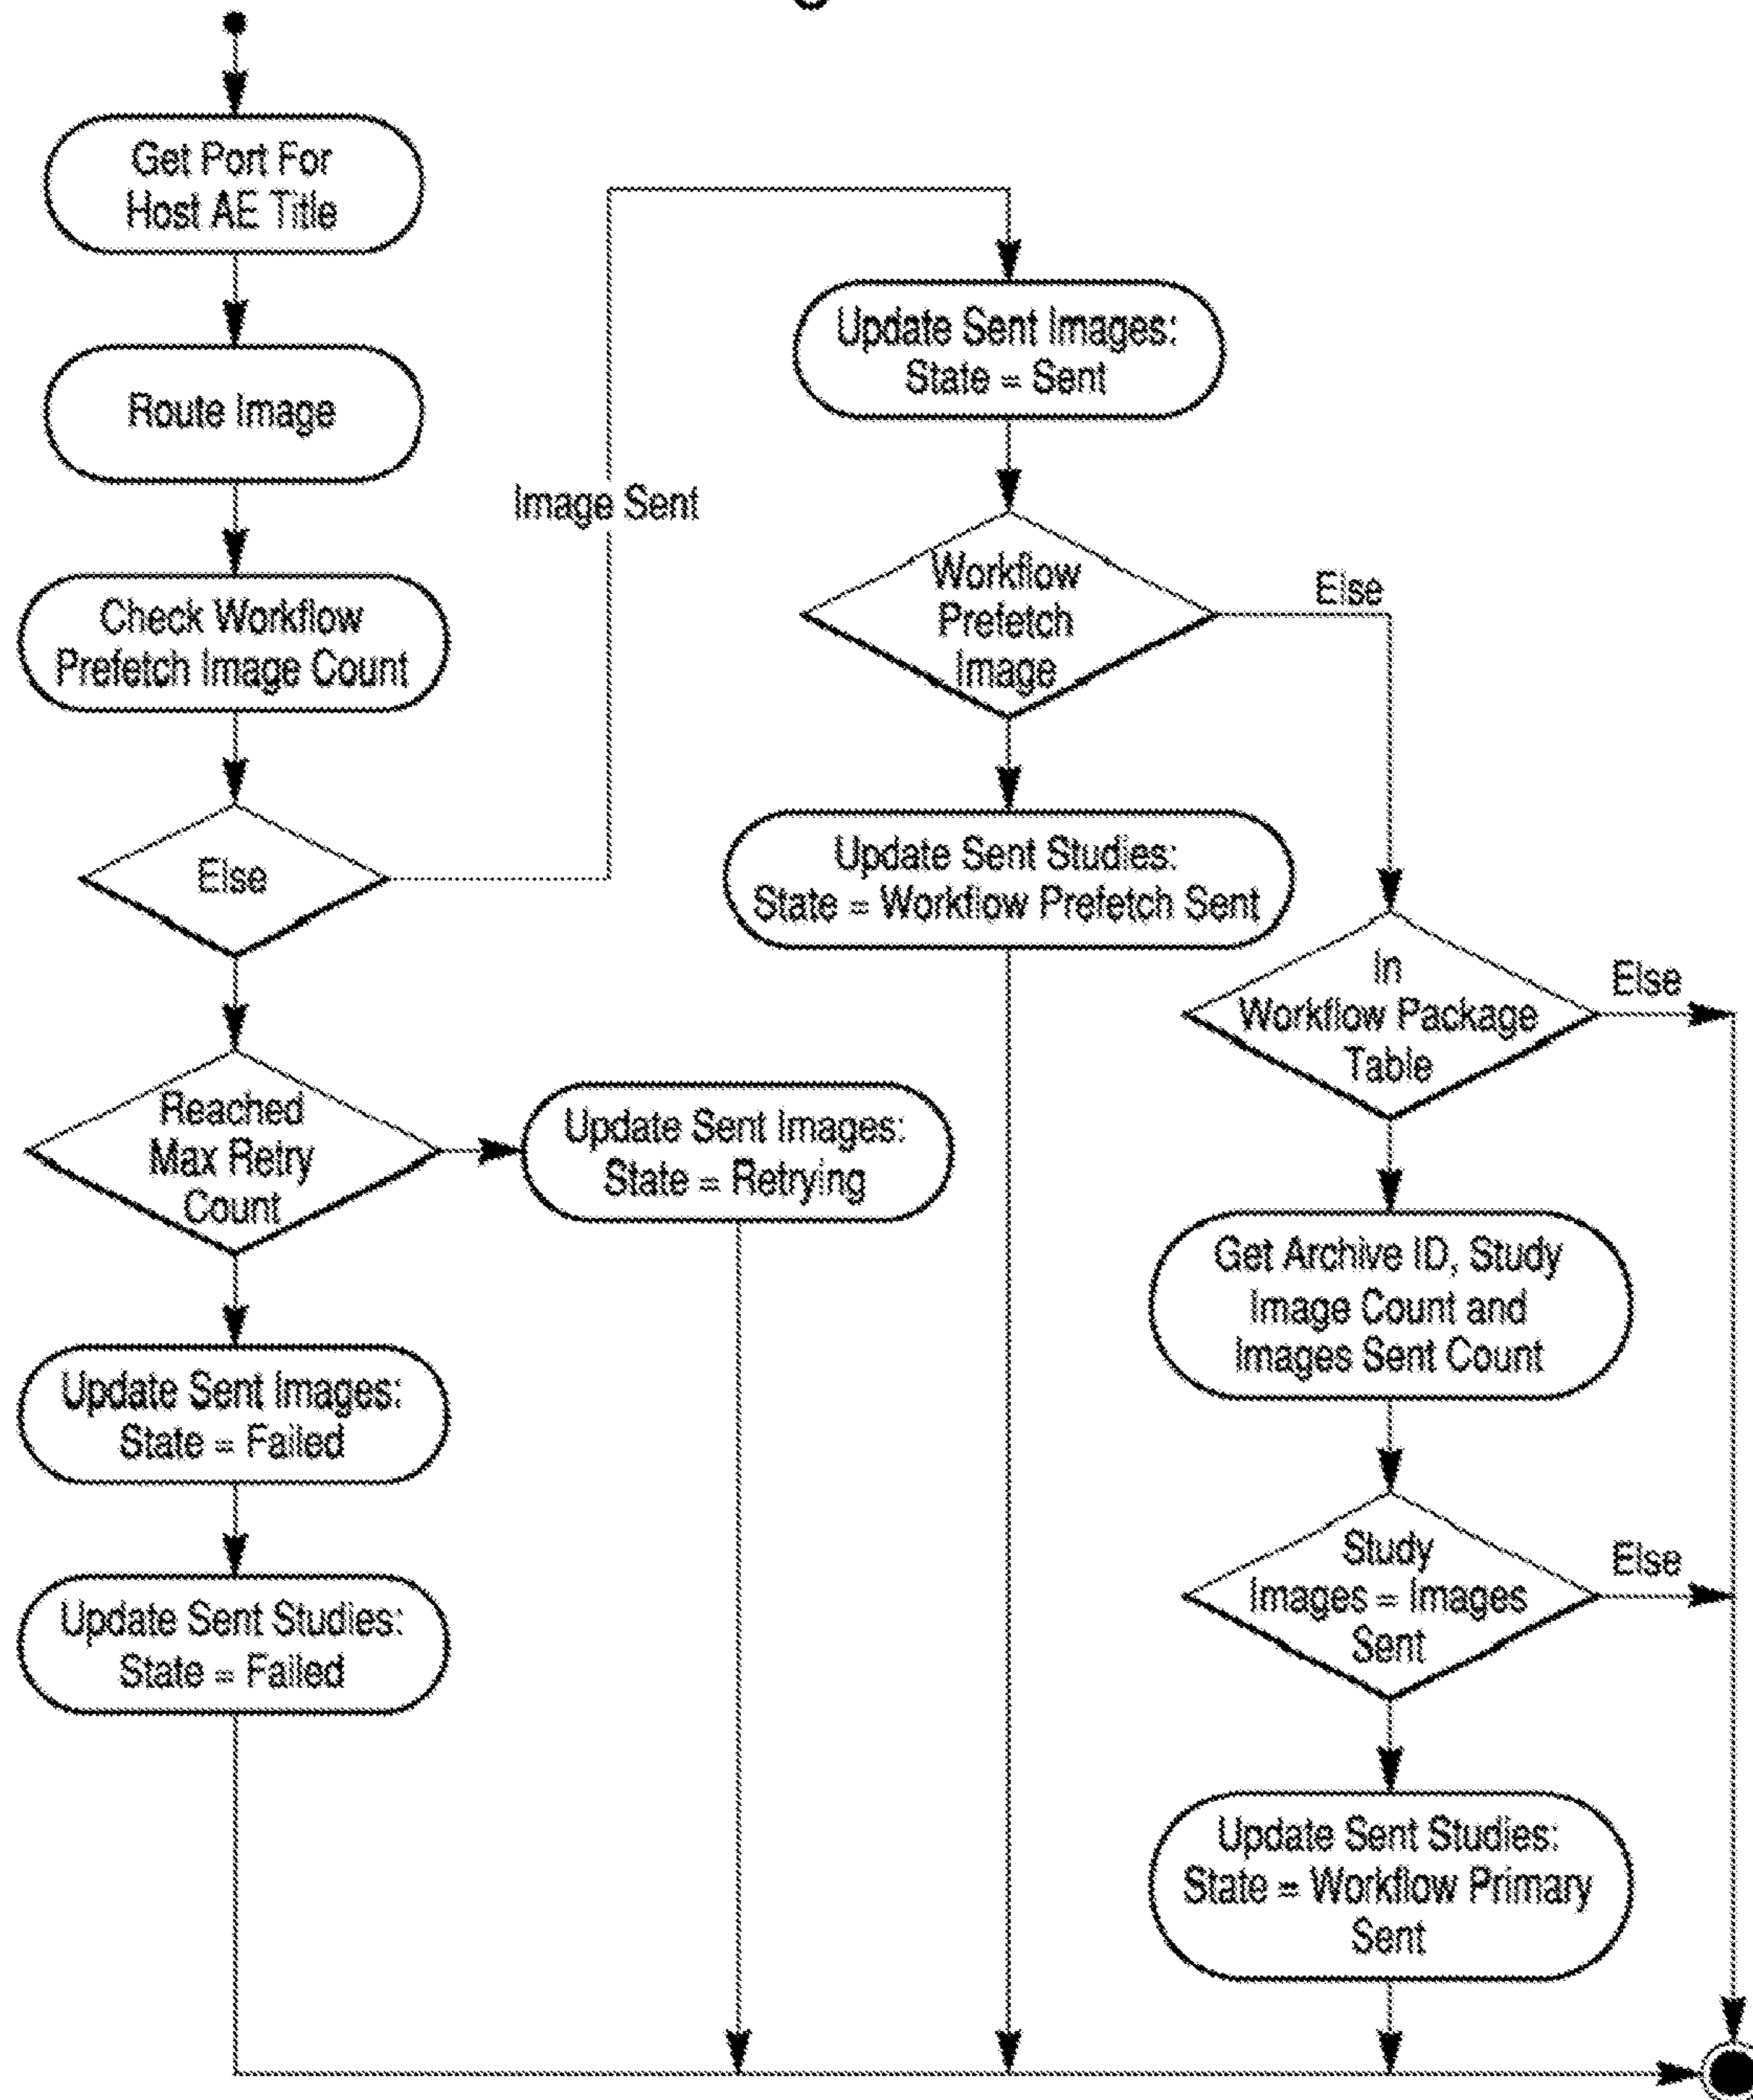 Get Port For
Host AE Title
Route Image
Check Workflow
Prefetch Image Count
Else
Image Sent
Reached
Max Retry
Count
Update Sent Images:
State = Retrying
Update Sent Images:
State = Failed
Update Sent Studies:
State = Failed
Update Sent Images:
State = Sent
Workflow
Prefetch
Image
Else
Update Sent Studies:
State = Workflow Prefetch Sent
In
Workflow Package
Table
Else
Get Archive ID, Study
Image Count and
Images Sent Count
Study
Images = Images
Sent
Else
Update Sent Studies:
State = Workflow Primary
Sent